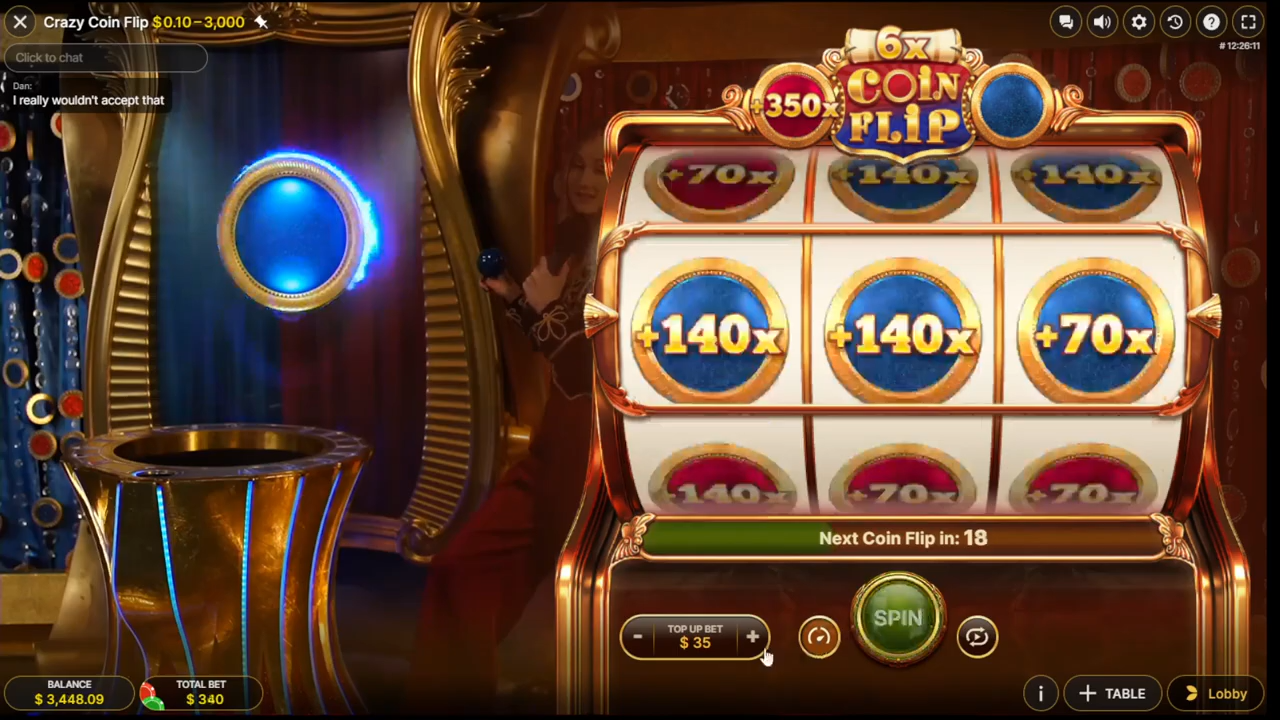 Crazy Coin Flip $0.10–3,000
Click to chat
# 12:26:11
Dan:
I really wouldn't accept that
6x
COIN
FLIP
+350x
+70x +140x +140x
+140x +140x +70x
+140x +70x +70x
Next Coin Flip in: 18
- TOP UP BET +
$ 35
SPIN
BALANCE
$ 3,448.09
TOTAL BET
$ 340
i
+ TABLE
Lobby